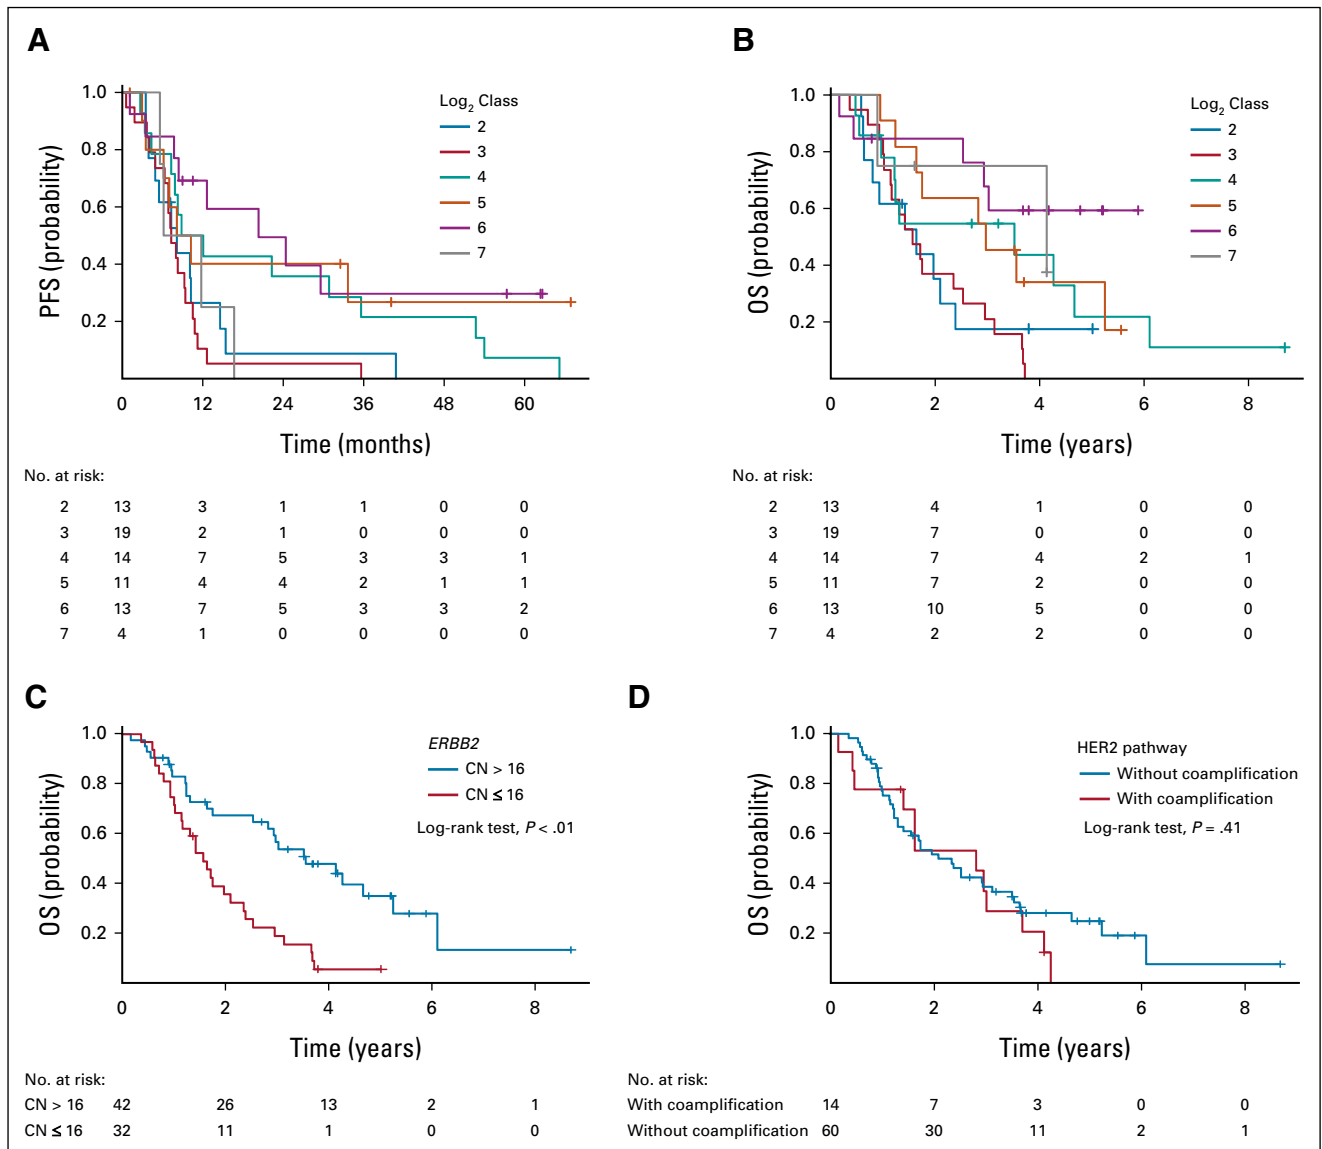 A
PFS (probability)
1.0
0.8
0.6
0.4
0.2
0 12 24 36 48 60
Time (months)
Log2 Class
2
3
4
5
6
7
No. at risk:
2 13 3 1 1 0 0
3 19 2 1 0 0 0
4 14 7 5 3 3 1
5 11 4 4 2 1 1
6 13 7 5 3 3 2
7 4 1 0 0 0 0
B
OS (probability)
1.0
0.8
0.6
0.4
0.2
0 2 4 6 8
Time (years)
Log2 Class
2
3
4
5
6
7
No. at risk:
2 13 4 1 0 0
3 19 7 0 0 0
4 14 7 4 2 1
5 11 7 2 0 0
6 13 10 5 0 0
7 4 2 2 0 0
C
OS (probability)
1.0
0.8
0.6
0.4
0.2
0 2 4 6 8
Time (years)
ERBB2
CN > 16
CN ≤ 16
Log-rank test, P < .01
No. at risk:
CN > 16 42 26 13 2 1
CN ≤ 16 32 11 1 0 0
D
OS (probability)
1.0
0.8
0.6
0.4
0.2
0 2 4 6 8
Time (years)
HER2 pathway
Without coamplification
With coamplification
Log-rank test, P = .41
No. at risk:
With coamplification 14 7 3 0 0
Without coamplification 60 30 11 2 1